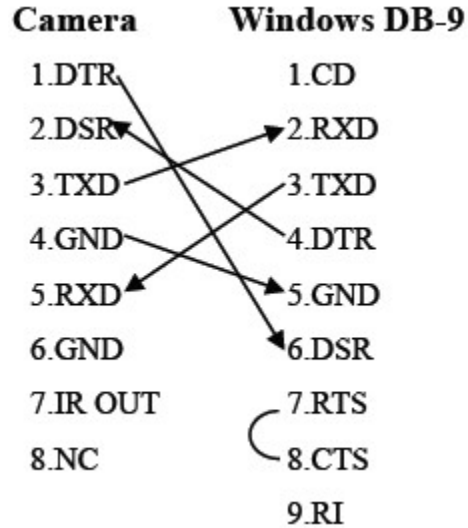 Camera Windows DB-9
1.DTR 1.CD
2.DSR 2.RXD
3.TXD 3.TXD
4.GND 4.DTR
5.RXD 5.GND
6.GND 6.DSR
7.IR OUT 7.RTS
8.NC 8.CTS
9.RI